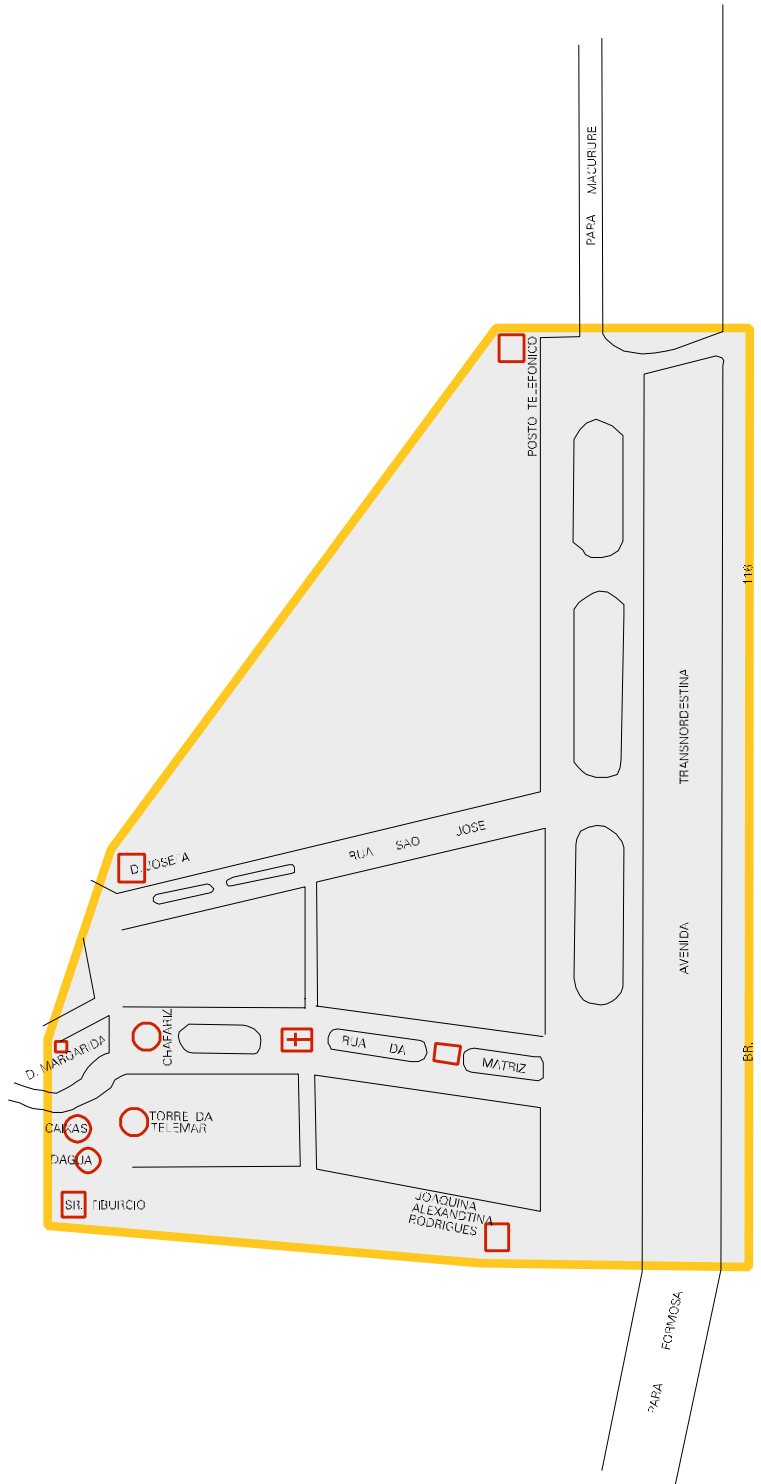 PARA MACURURE
POSTO TELEFONICO
116
TRANSNORDESTINA
RUA SAO JOSE
D. JOSEFA
AVENIDA
CHAFARIZ
RUA DA
MATRIZ
BR.
D. MARGARIDA
CAIXAS
DAGUA
TORRE DA
TELEMAR
SR. TIBURCIO
JOAQUINA
ALEXANDTINA
RODRIGUES
PARA FORMOSA